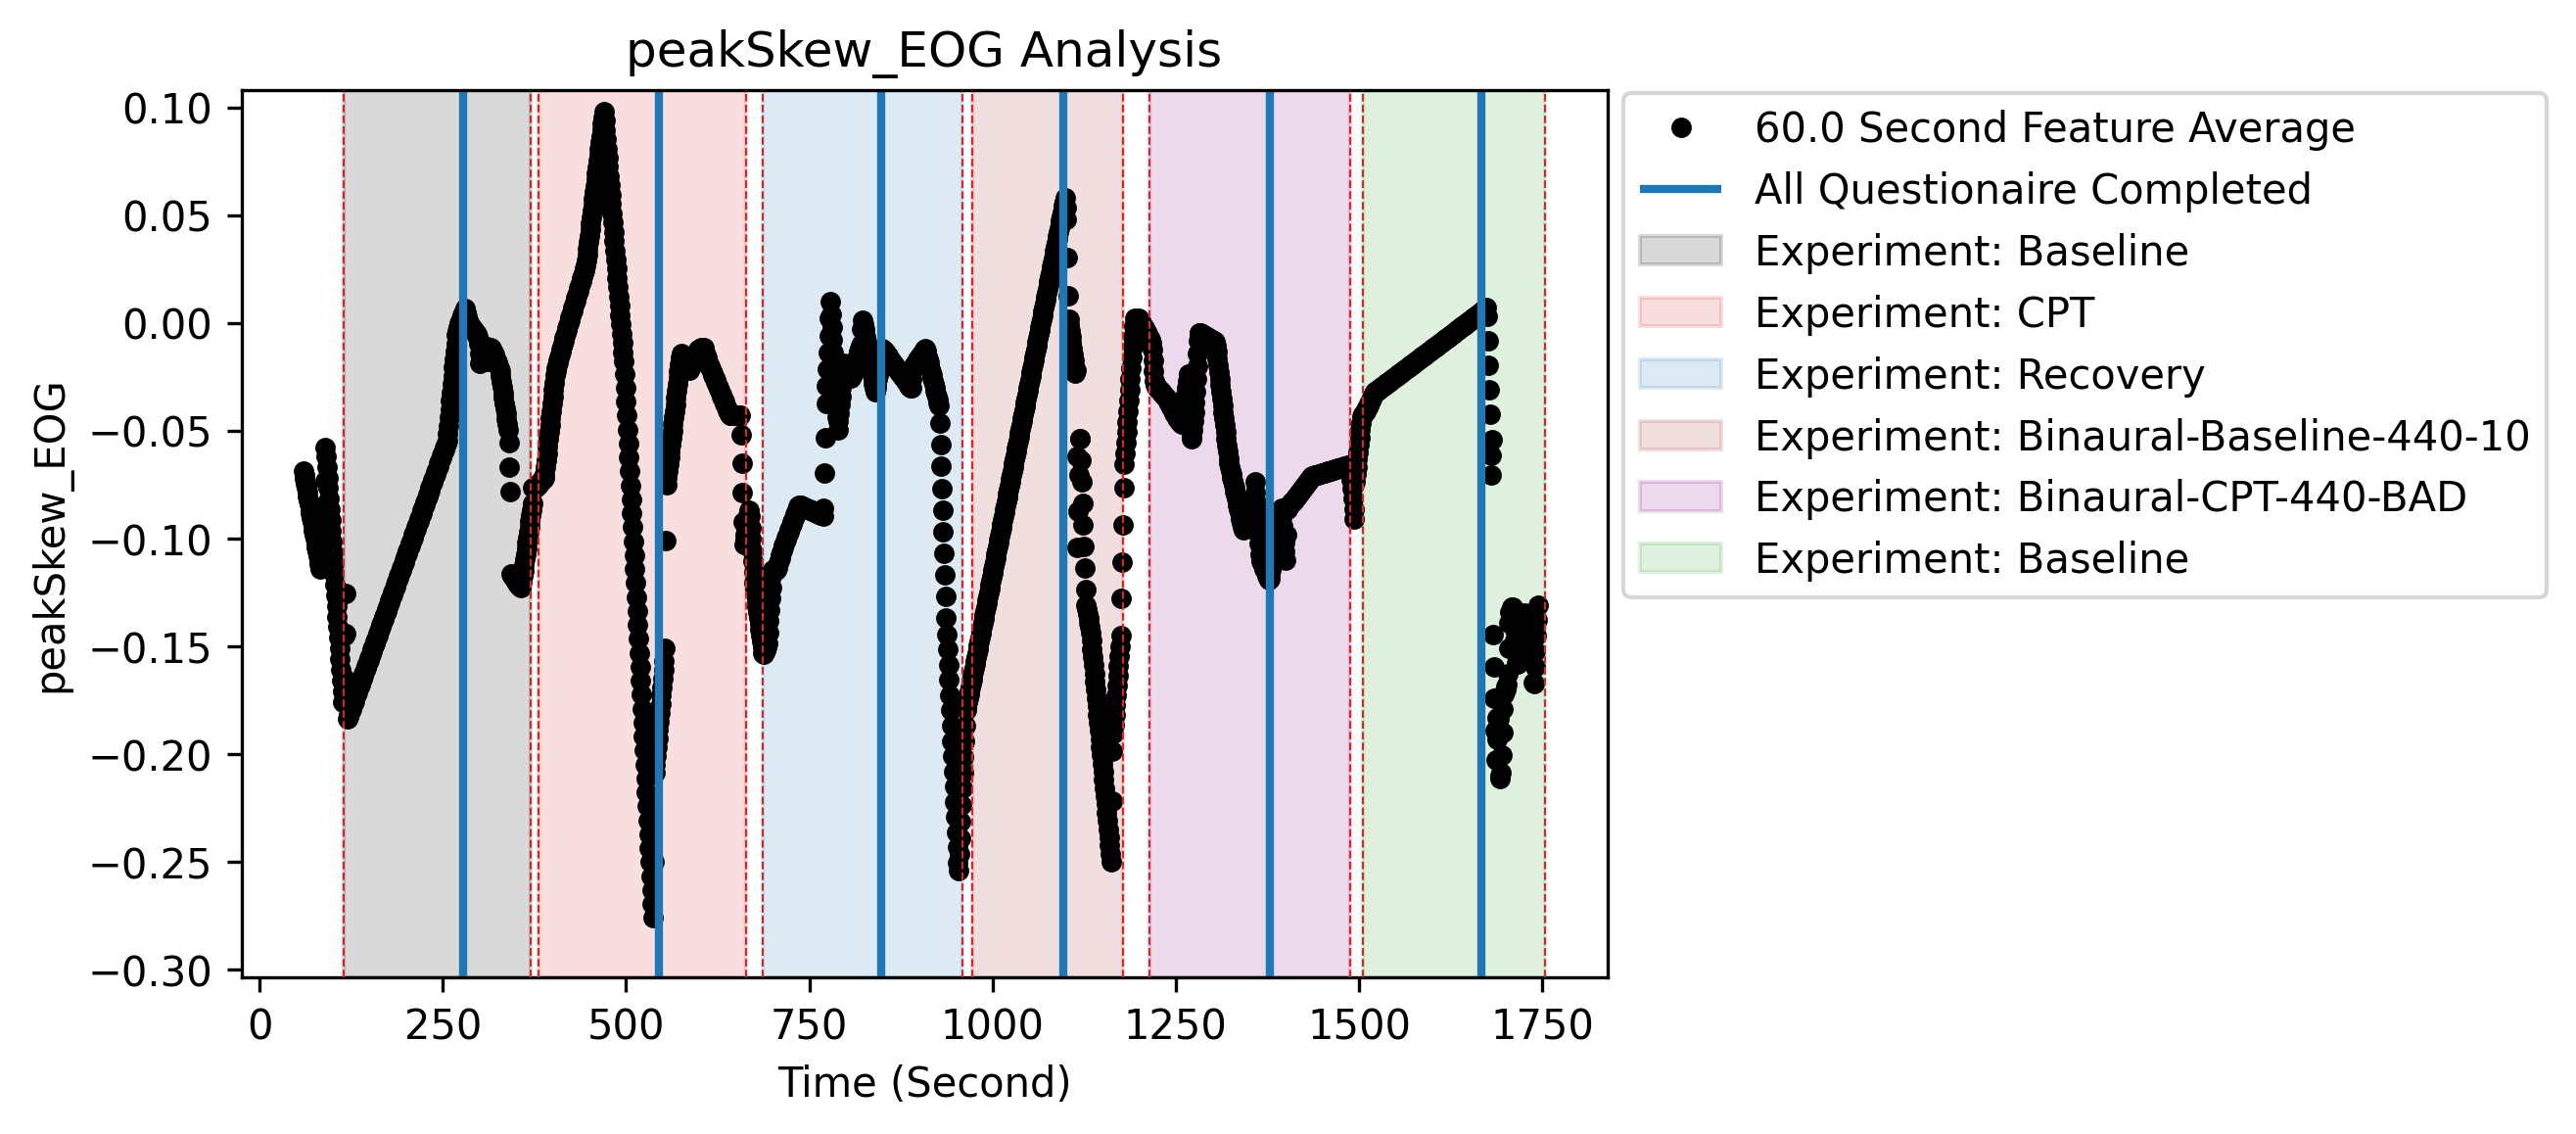 peakSkew_EOG Analysis
peakSkew_EOG
0.10
0.05
0.00
−0.05
−0.10
−0.15
−0.20
−0.25
−0.30
0 250 500 750 1000 1250 1500 1750
Time (Second)
60.0 Second Feature Average
All Questionaire Completed
Experiment: Baseline
Experiment: CPT
Experiment: Recovery
Experiment: Binaural-Baseline-440-10
Experiment: Binaural-CPT-440-BAD
Experiment: Baseline